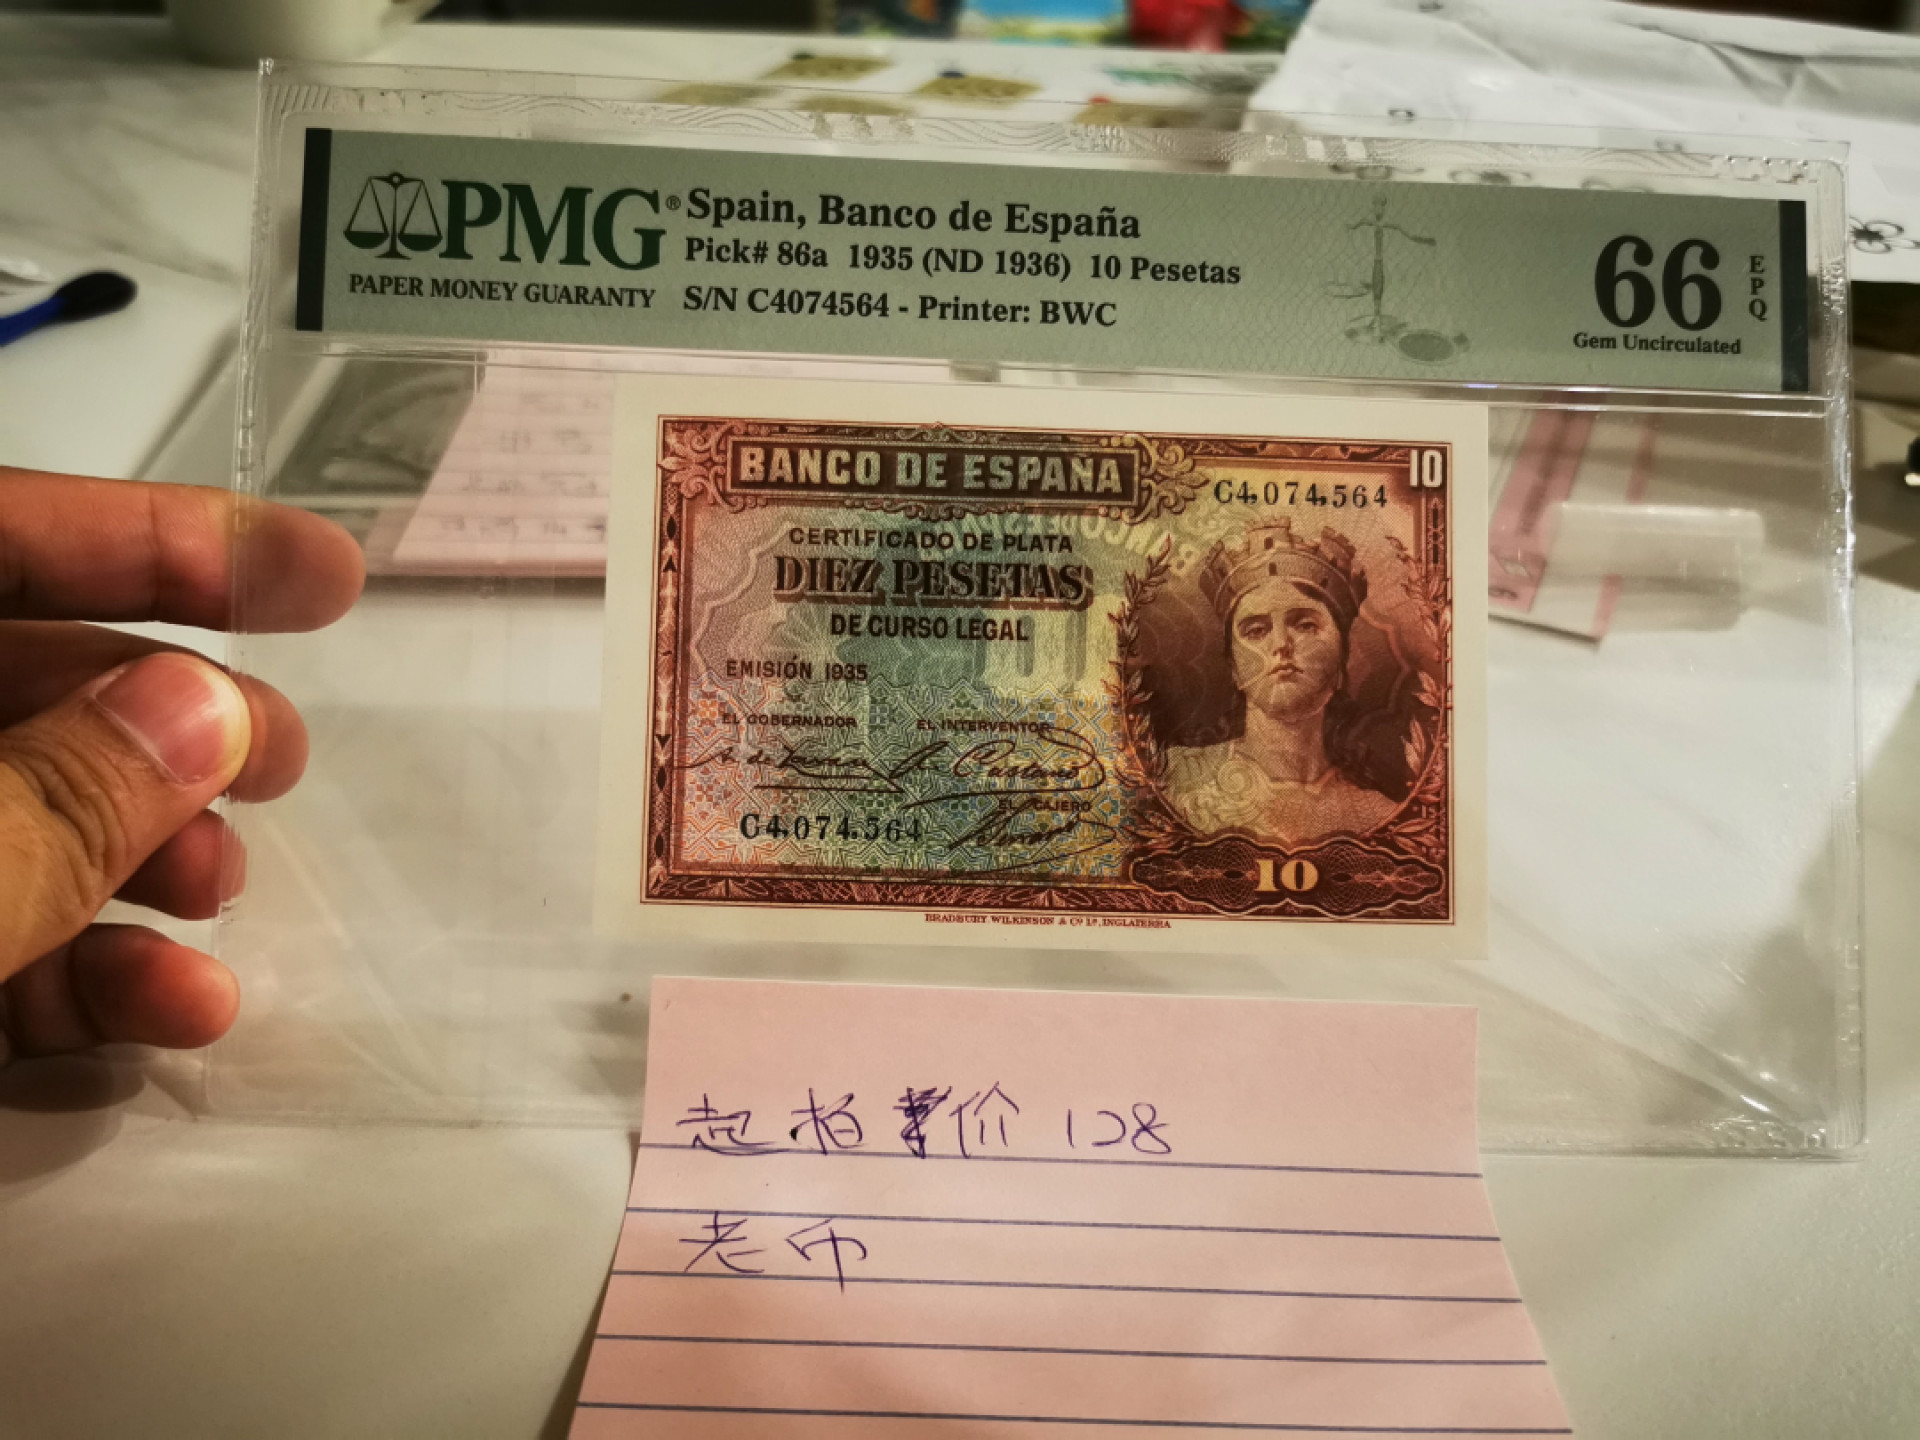 PMG®
PAPER MONEY GUARANTY
Spain, Banco de España
Pick# 86a 1935 (ND 1936) 10 Pesetas
S/N C4074564 - Printer: BWC
66 EPQ
Gem Uncirculated
BANCO DE ESPAÑA
10
C4,074,564
CERTIFICADO DE PLATA
DIEZ PESETAS
DE CURSO LEGAL
EMISIÓN 1935
EL GOBERNADOR
EL INTERVENTOR
EL CAJERO
C4,074,564
10
BRADBURY, WILKINSON & Cº Lᵈ, INGLATERRA
起拍价 128
老币